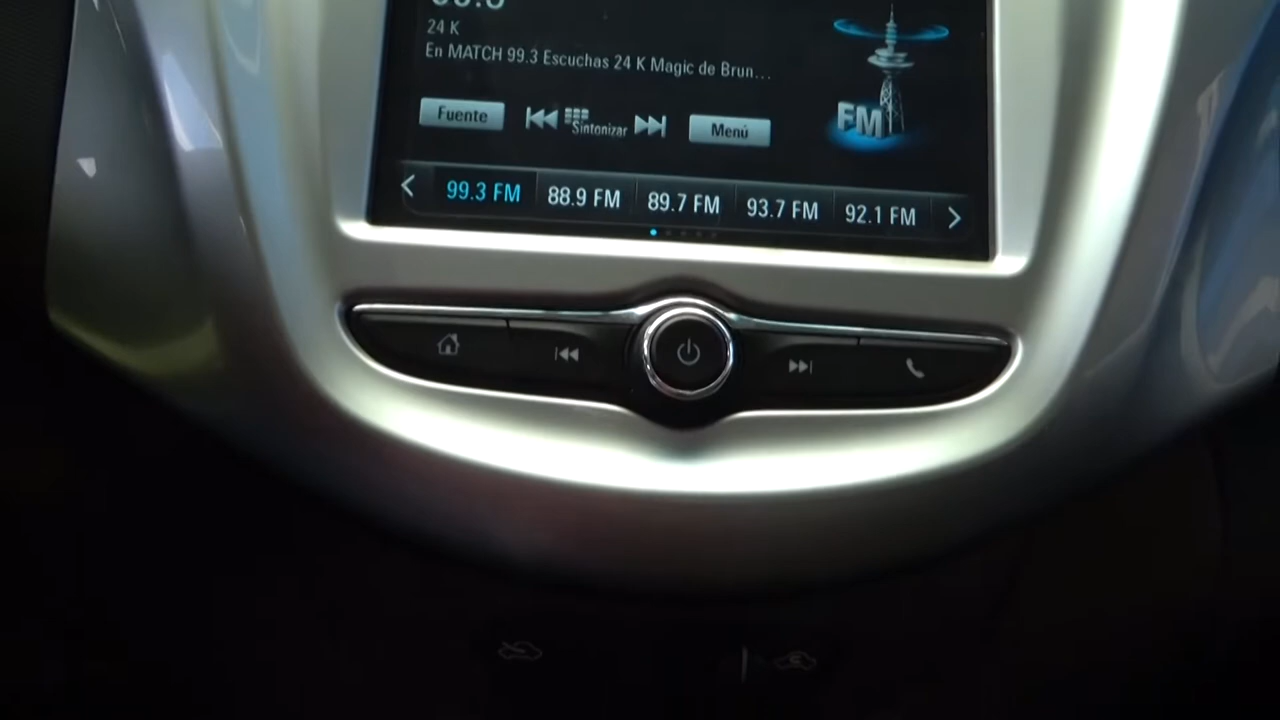 24 K
En MATCH 99.3 Escuchas 24 K Magic de Brun...
Fuente
Sintonizar
Menú
FM
99.3 FM
88.9 FM
89.7 FM
93.7 FM
92.1 FM